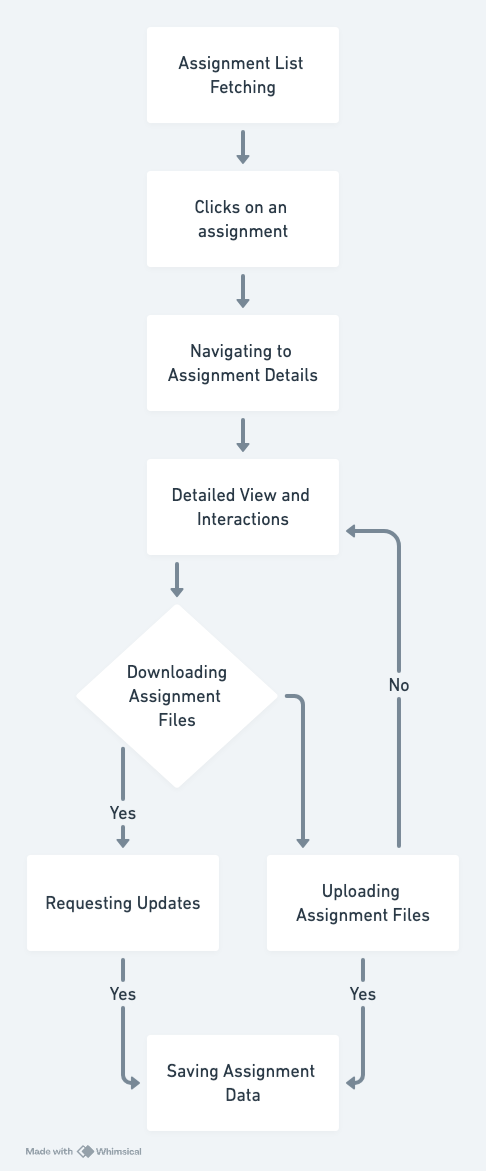 Assignment List
Fetching
Clicks on an
assignment
Navigating to
Assignment Details
Detailed View and
Interactions
Downloading
Assignment
Files
No
Yes
Requesting Updates
Uploading
Assignment Files
Yes
Yes
Saving Assignment
Data
Made with Whimsical